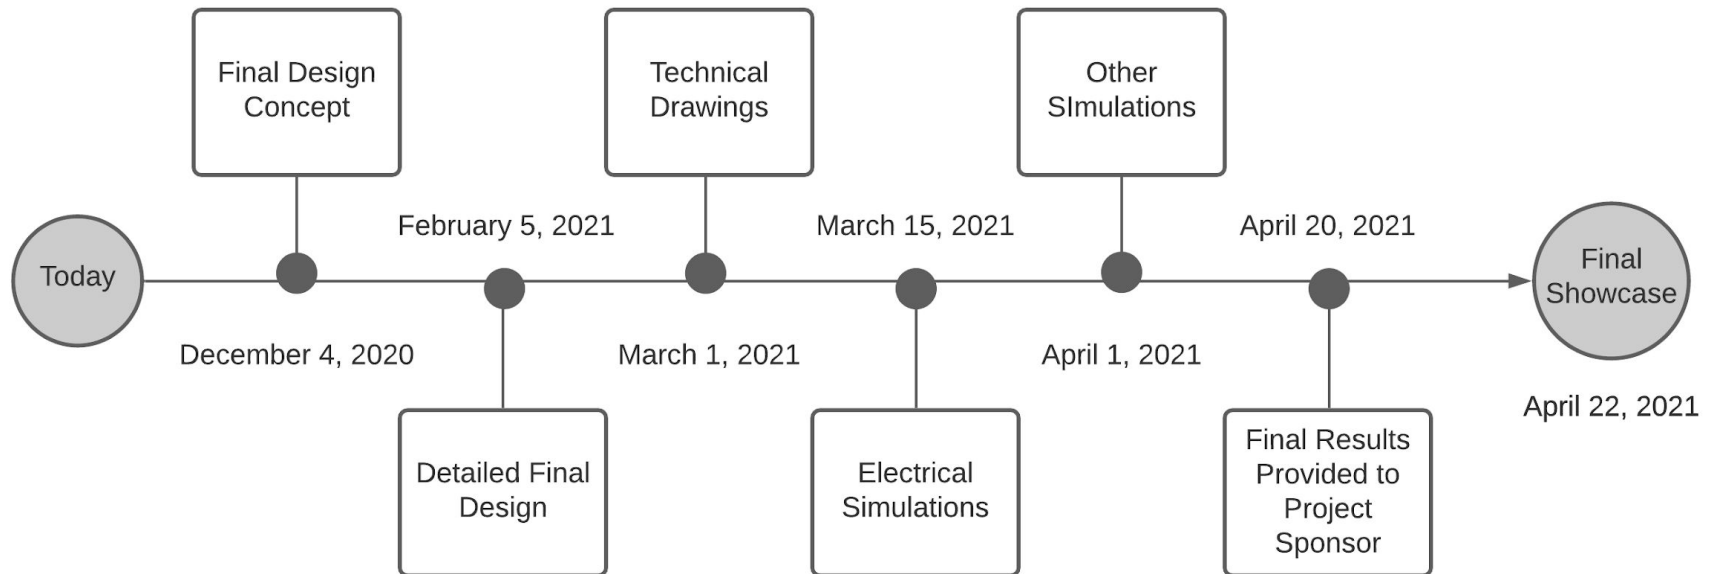 Today
Final Design
Concept
December 4, 2020
February 5, 2021
Detailed Final
Design
Technical
Drawings
March 1, 2021
March 15, 2021
Electrical
Simulations
Other
SImulations
April 1, 2021
April 20, 2021
Final Results
Provided to
Project
Sponsor
Final
Showcase
April 22, 2021